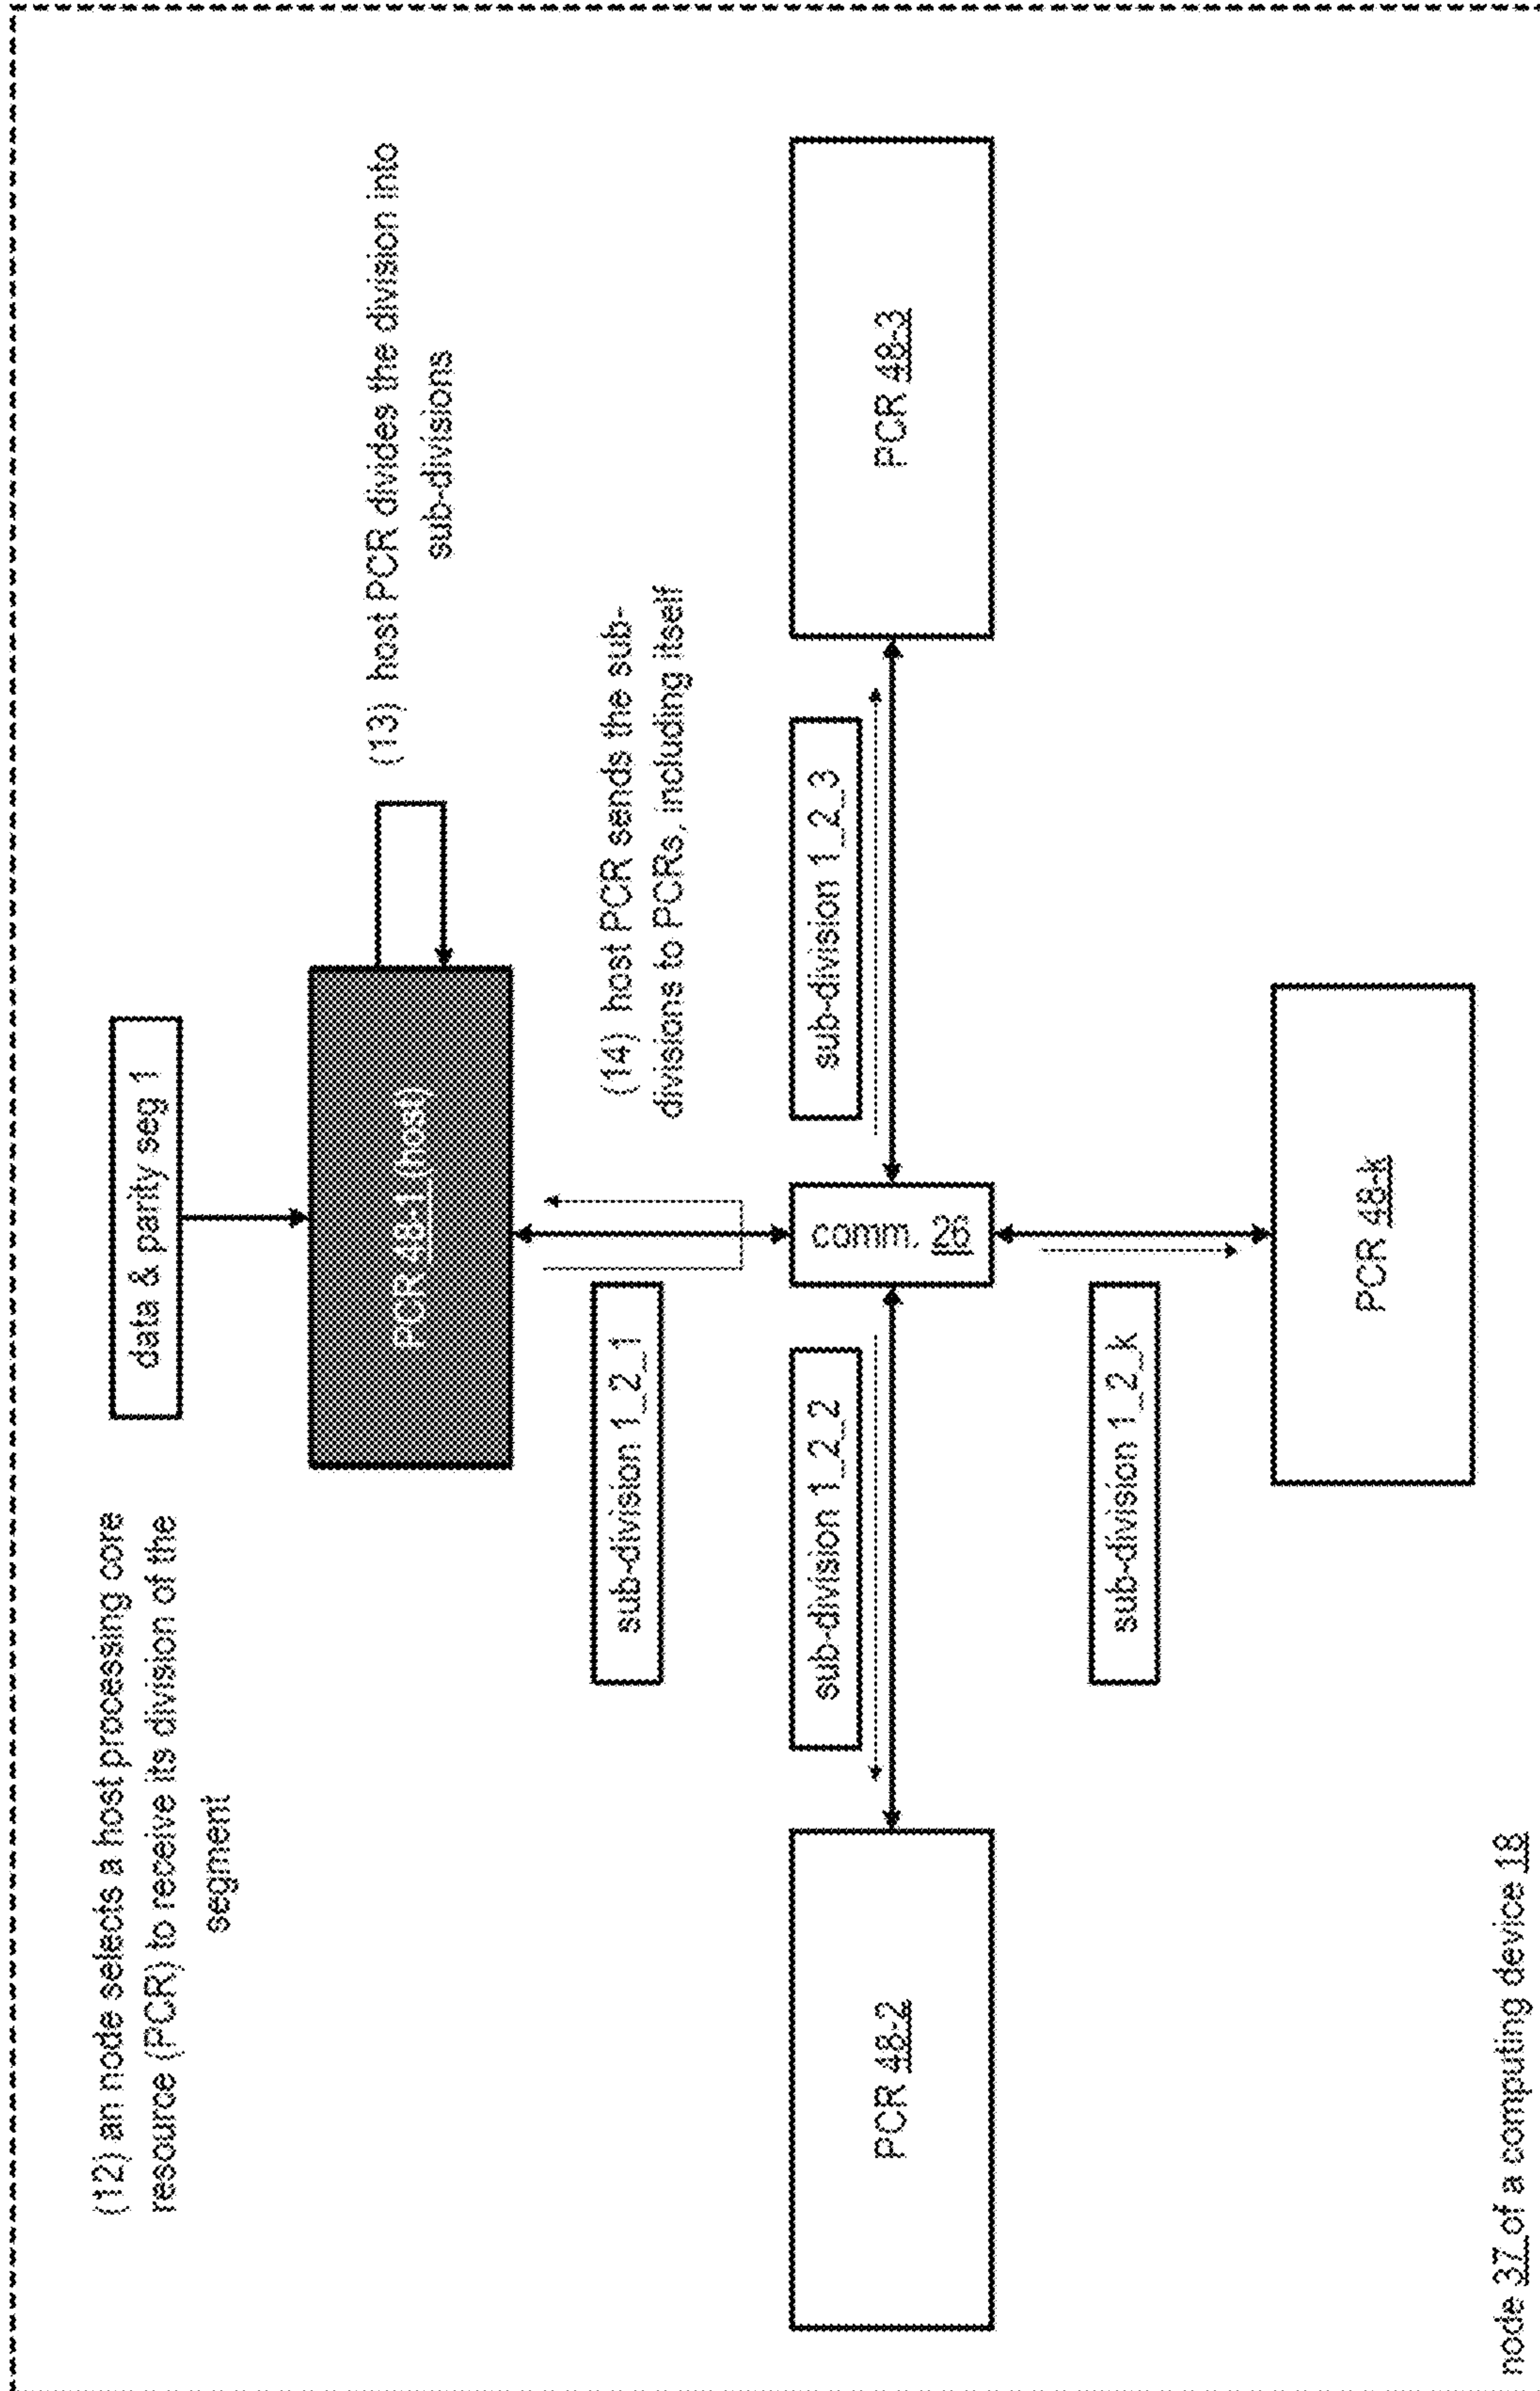 (12) an node selects a host processing core
resource (PCR) to receive its division of the
segment
data & parity seg 1
PCR 48-1 (host)
(13) host PCR divides the division into
sub-divisions
sub-division 1_2_1
(14) host PCR sends the sub-
divisions to PCRs, including itself
PCR 48-2
sub-division 1_2_2
comm. 26
sub-division 1_2_3
PCR 48-3
sub-division 1_2_k
PCR 48-k
node 37 of a computing device 18